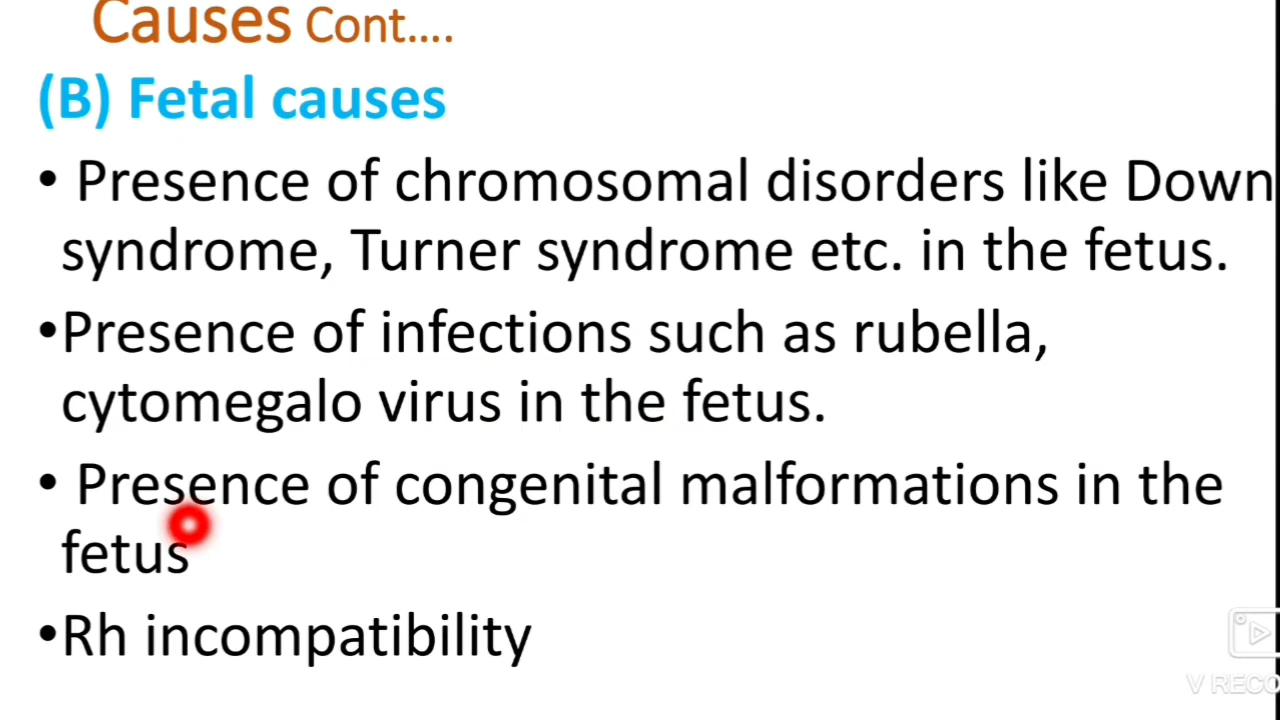 Causes Cont....
(B) Fetal causes
• Presence of chromosomal disorders like Down
syndrome, Turner syndrome etc. in the fetus.
•Presence of infections such as rubella,
cytomegalo virus in the fetus.
• Presence of congenital malformations in the
fetus
•Rh incompatibility
V RECO